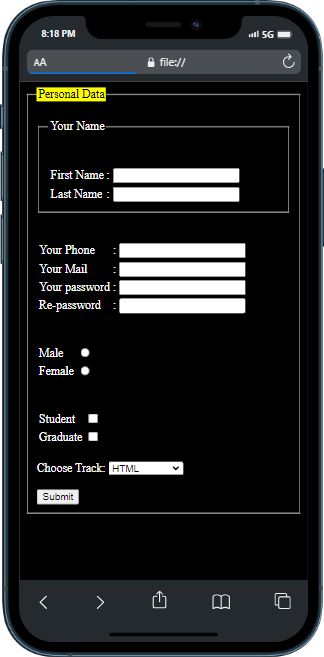 8:18 PM 5G
AA file://
Personal Data
Your Name
First Name :
Last Name :
Your Phone :
Your Mail :
Your password :
Re-password :
Male
Female
Student
Graduate
Choose Track: HTML
Submit